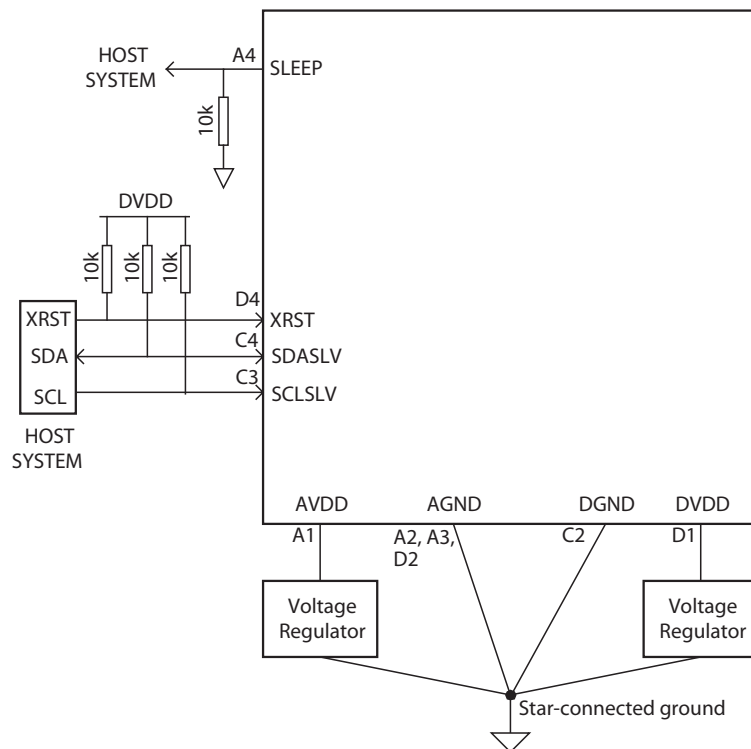 HOST
SYSTEM
A4
SLEEP
10k
DVDD
10k
10k
10k
D4
XRST
XRST
C4
SDA
SDASLV
C3
SCL
SCLSLV
HOST
SYSTEM
AVDD
AGND
DGND
DVDD
A1
A2, A3,
D2
C2
D1
Voltage
Regulator
Voltage
Regulator
Star-connected ground